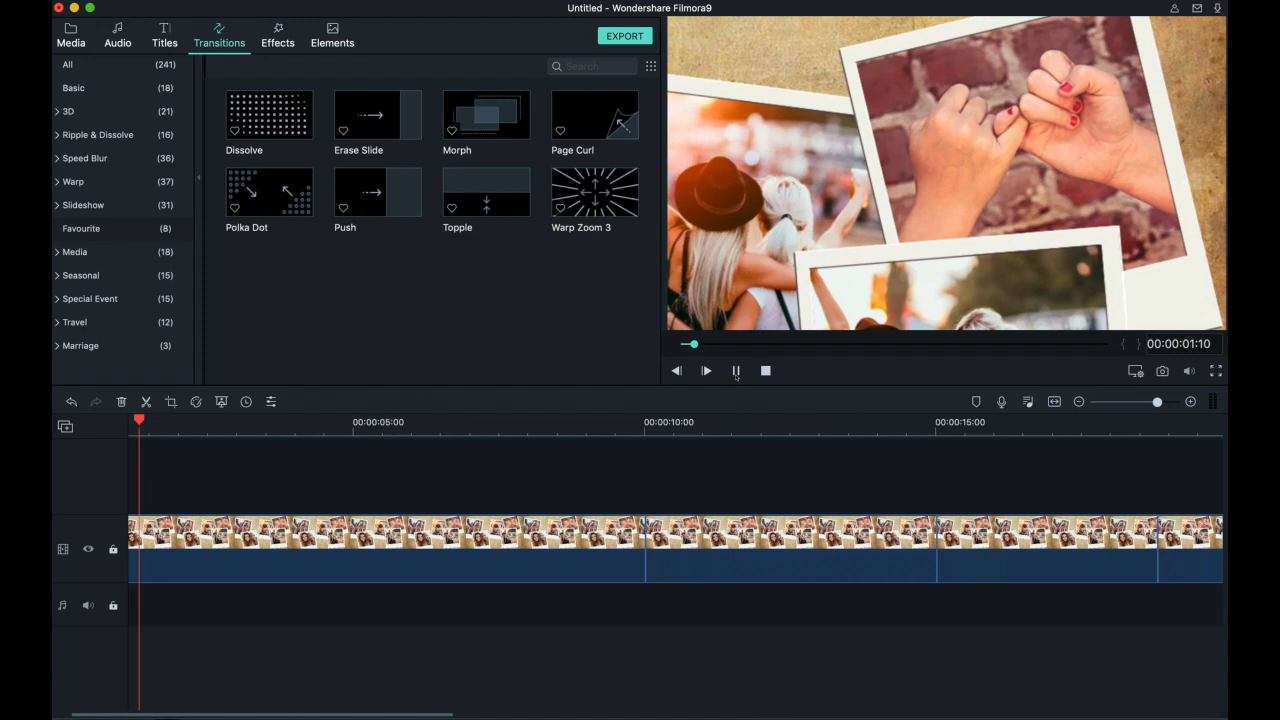 Untitled - Wondershare Filmora9
Media Audio Titles Transitions Effects Elements EXPORT
All (241)
Basic (18)
3D (21)
Ripple & Dissolve (16)
Speed Blur (36)
Warp (37)
Slideshow (31)
Favourite (8)
Media (18)
Seasonal (15)
Special Event (15)
Travel (12)
Marriage (3)
Search
Dissolve Erase Slide Morph Page Curl
Polka Dot Push Topple Warp Zoom 3
00:00:01:10
00:00:05:00 00:00:10:00 00:00:15:00